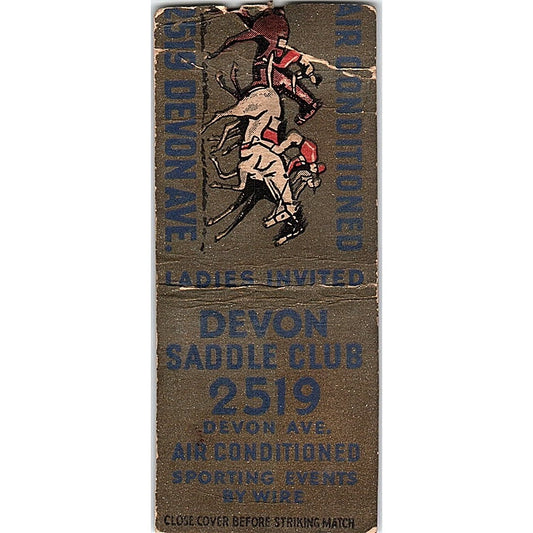 2519 DEVON AVE.
AIR CONDITIONED
LADIES INVITED
DEVON
SADDLE CLUB
2519
DEVON AVE.
AIR CONDITIONED
SPORTING EVENTS
BY WIRE
CLOSE COVER BEFORE STRIKING MATCH